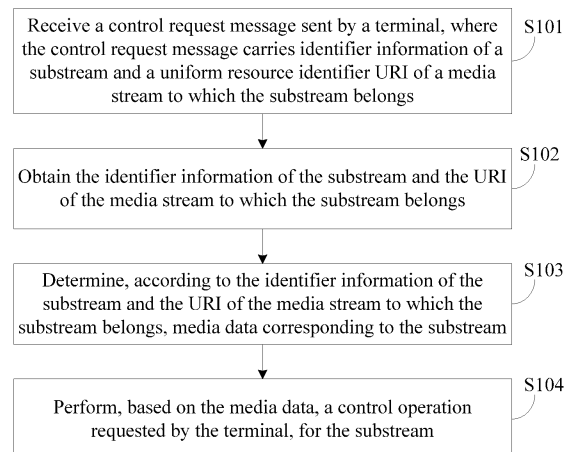 Receive a control request message sent by a terminal, where
the control request message carries identifier information of a
substream and a uniform resource identifier URI of a media
stream to which the substream belongs
S101
Obtain the identifier information of the substream and the URI
of the media stream to which the substream belongs
S102
Determine, according to the identifier information of the
substream and the URI of the media stream to which the
substream belongs, media data corresponding to the substream
S103
Perform, based on the media data, a control operation
requested by the terminal, for the substream
S104